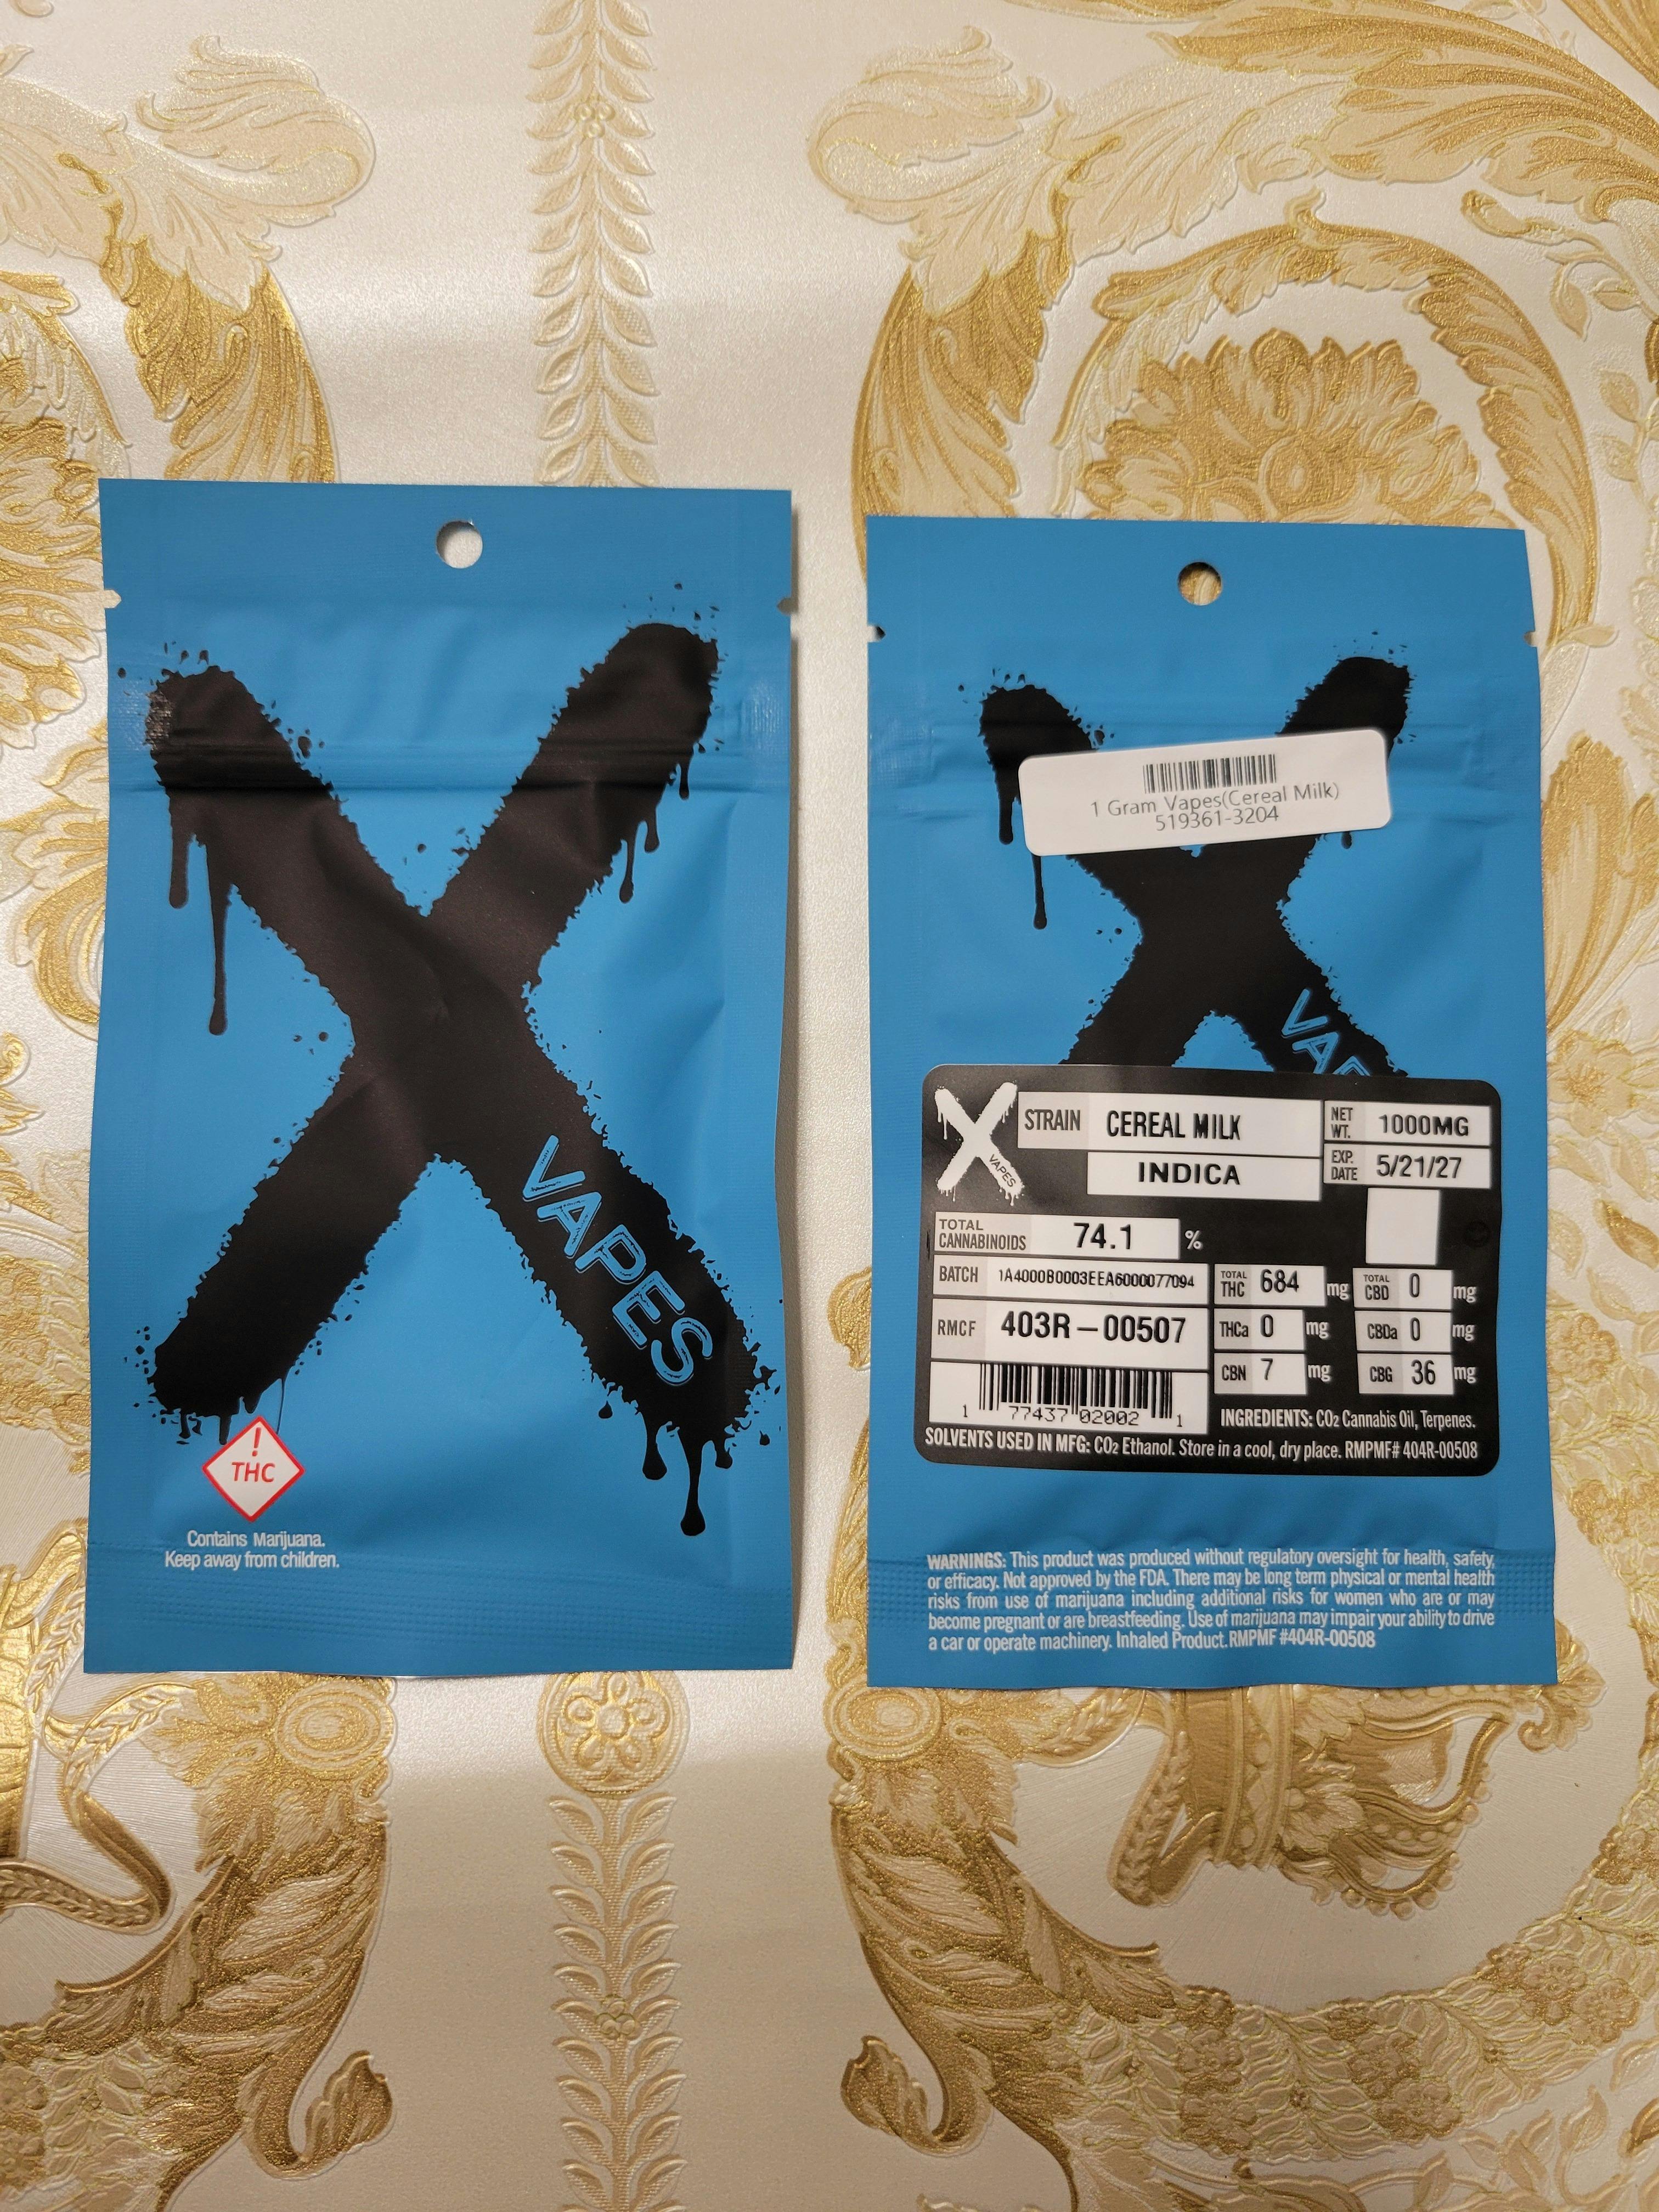 X
VAPES
!
THC
Contains Marijuana.
Keep away from children.
1 Gram Vapes(Cereal Milk)
519361-3204
X
VAPES
STRAIN CEREAL MILK
INDICA
NET WT. 1000MG
EXP. DATE 5/21/27
TOTAL CANNABINOIDS 74.1 %
BATCH 1A4000B0003EEA6000077094
RMCF 403R-00507
1 77437 02002 1
TOTAL THC 684 mg TOTAL CBD 0 mg
THCa 0 mg CBDa 0 mg
CBN 7 mg CBG 36 mg
INGREDIENTS: CO2 Cannabis Oil, Terpenes.
SOLVENTS USED IN MFG: CO2 Ethanol. Store in a cool, dry place. RMPMF# 404R-00508
WARNINGS: This product was produced without regulatory oversight for health, safety,
or efficacy. Not approved by the FDA. There may be long term physical or mental health
risks from use of marijuana including additional risks for women who are or may
become pregnant or are breastfeeding. Use of marijuana may impair your ability to drive
a car or operate machinery. Inhaled Product. RMPMF #404R-00508